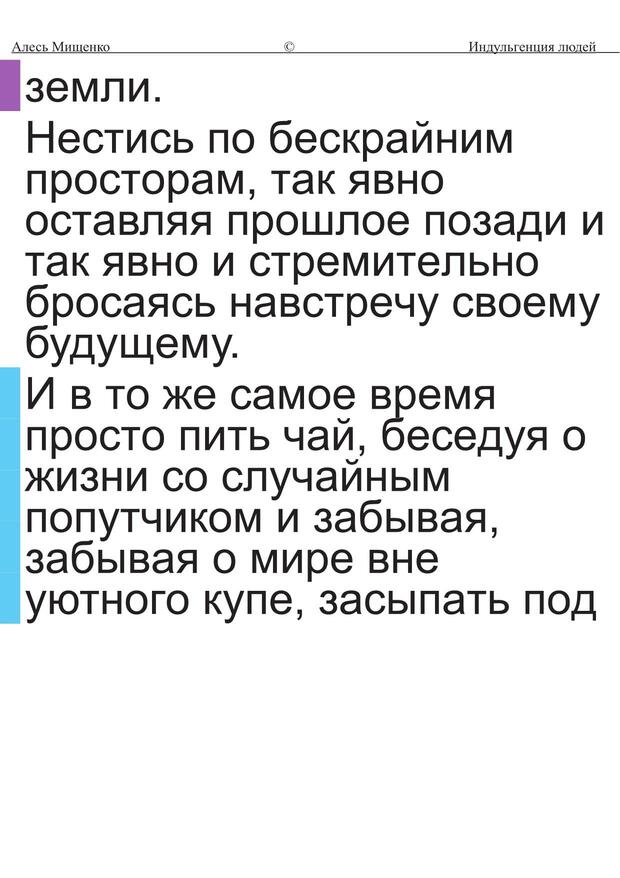 Алесь Мищенко © Индульгенция людей
земли.
Нестись по бескрайним
просторам, так явно
оставляя прошлое позади и
так явно и стремительно
бросаясь навстречу своему
будущему.
И в то же самое время
просто пить чай, беседуя о
жизни со случайным
попутчиком и забывая,
забывая о мире вне
уютного купе, засыпать под